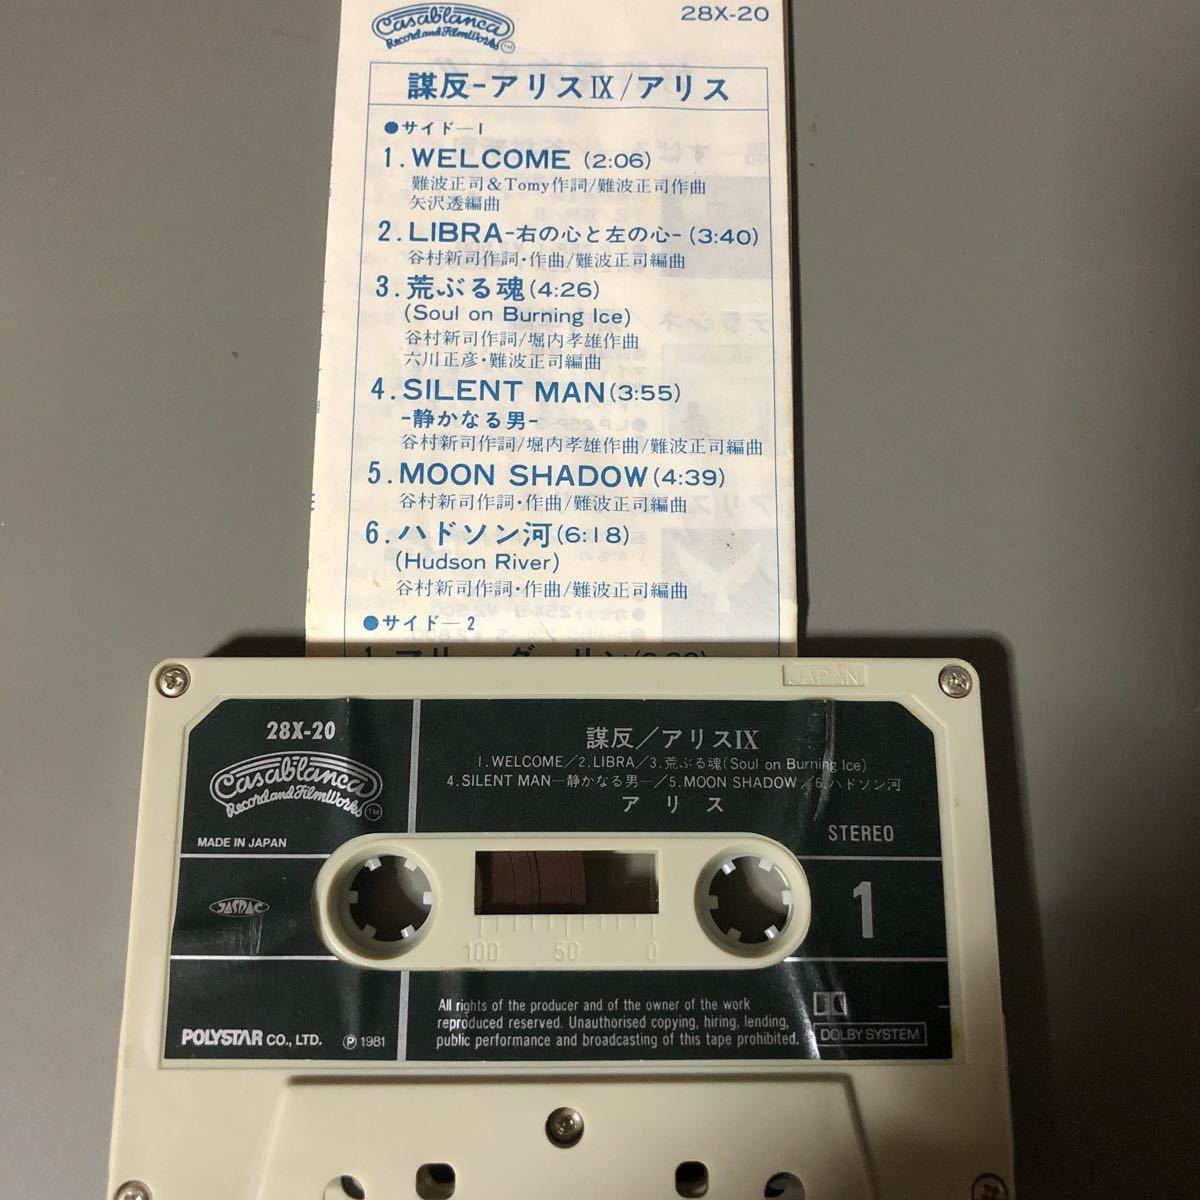 Casablanca
Record and FilmWorks TM
28X-20
謀反-アリスⅨ/アリス
●サイド―1
1.WELCOME (2:06)
難波正司&Tomy作詞/難波正司作曲
矢沢透編曲
2.LIBRA-右の心と左の心-(3:40)
谷村新司作詞・作曲/難波正司編曲
3.荒ぶる魂(4:26)
(Soul on Burning Ice)
谷村新司作詞/堀内孝雄作曲
六川正彦・難波正司編曲
4.SILENT MAN(3:55)
-静かなる男-
谷村新司作詞/堀内孝雄作曲/難波正司編曲
5.MOON SHADOW(4:39)
谷村新司作詞・作曲/難波正司編曲
6.ハドソン河(6:18)
(Hudson River)
谷村新司作詞・作曲/難波正司編曲
●サイド―2
JAPAN
28X-20
Casablanca
Record and FilmWorks TM
MADE IN JAPAN
JASRAC
謀反/アリスⅨ
1.WELCOME/2.LIBRA/3.荒ぶる魂(Soul on Burning Ice)
4.SILENT MAN―静かなる男―/5.MOON SHADOW/6.ハドソン河
アリス
STEREO
1
100 50 0
POLYSTAR CO., LTD. ℗1981
All rights of the producer and of the owner of the work
reproduced reserved. Unauthorised copying, hiring, lending,
public performance and broadcasting of this tape prohibited.
DOLBY SYSTEM